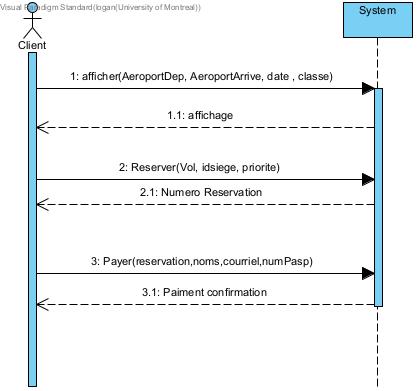 Visual Paradigm Standard(logan(University of Montreal))
System
Client
1: afficher(AeroportDep, AeroportArrive, date , classe)
1.1: affichage
2: Reserver(Vol, idsiege, priorite)
2.1: Numero Reservation
3: Payer(reservation,noms,courriel,numPasp)
3.1: Paiment confirmation